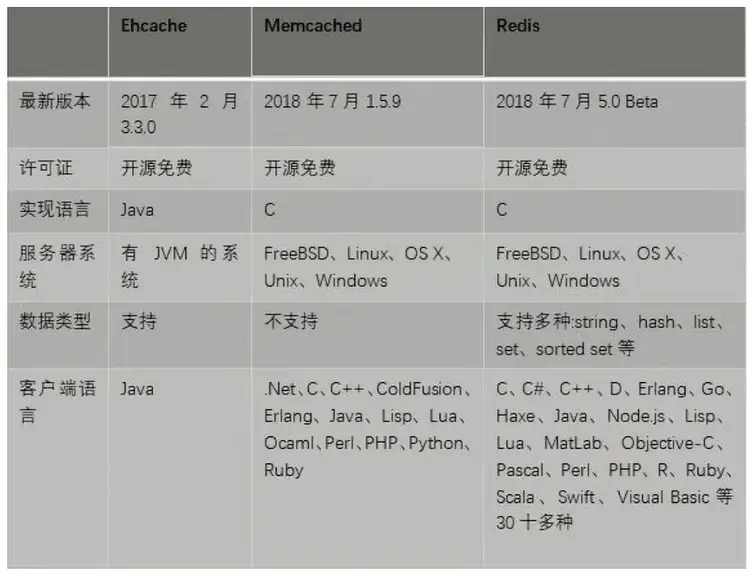 Ehcache Memcached Redis
最新版本 2017 年 2 月 2018 年 7 月 1.5.9 2018 年 7 月 5.0 Beta
3.3.0
许可证 开源免费 开源免费 开源免费
实现语言 Java C C
服务器系 有 JVM 的系 FreeBSD、Linux、OS X、 FreeBSD、Linux、OS X、
统 统 Unix、Windows Unix、Windows
数据类型 支持 不支持 支持多种:string、hash、list、
set、sorted set 等
客户端语 Java .Net、C、C++、ColdFusion、 C、C#、C++、D、Erlang、Go、
言 Erlang、Java、Lisp、Lua、 Haxe、Java、Node.js、Lisp、
Ocaml、Perl、PHP、Python、 Lua、MatLab、Objective-C、
Ruby Pascal、Perl、PHP、R、Ruby、
Scala、Swift、Visual Basic 等
30 十多种